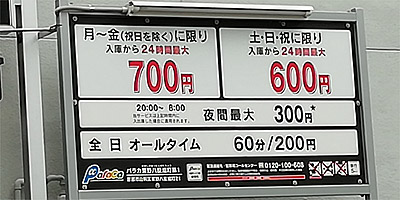 月～金(祝日を除く)に限り
入庫から24時間最大
700円
土・日・祝に限り
入庫から24時間最大
600円
20:00～8:00
夜間最大 300円*
全日 オールタイム 60分/200円
Paraca
0120-100-605